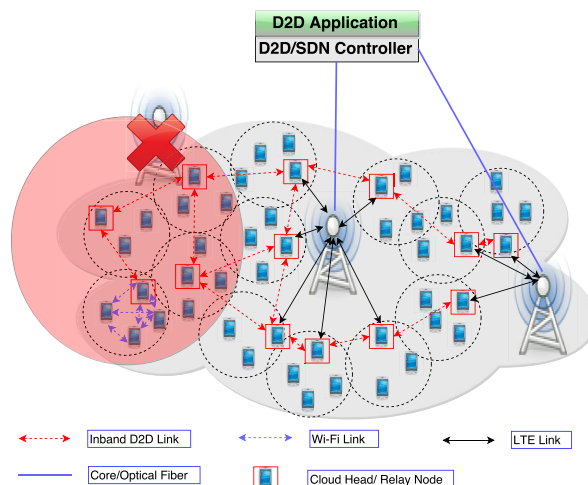 D2D Application
D2D/SDN Controller
Inband D2D Link
Wi-Fi Link
LTE Link
Core/Optical Fiber
Cloud Head/ Relay Node